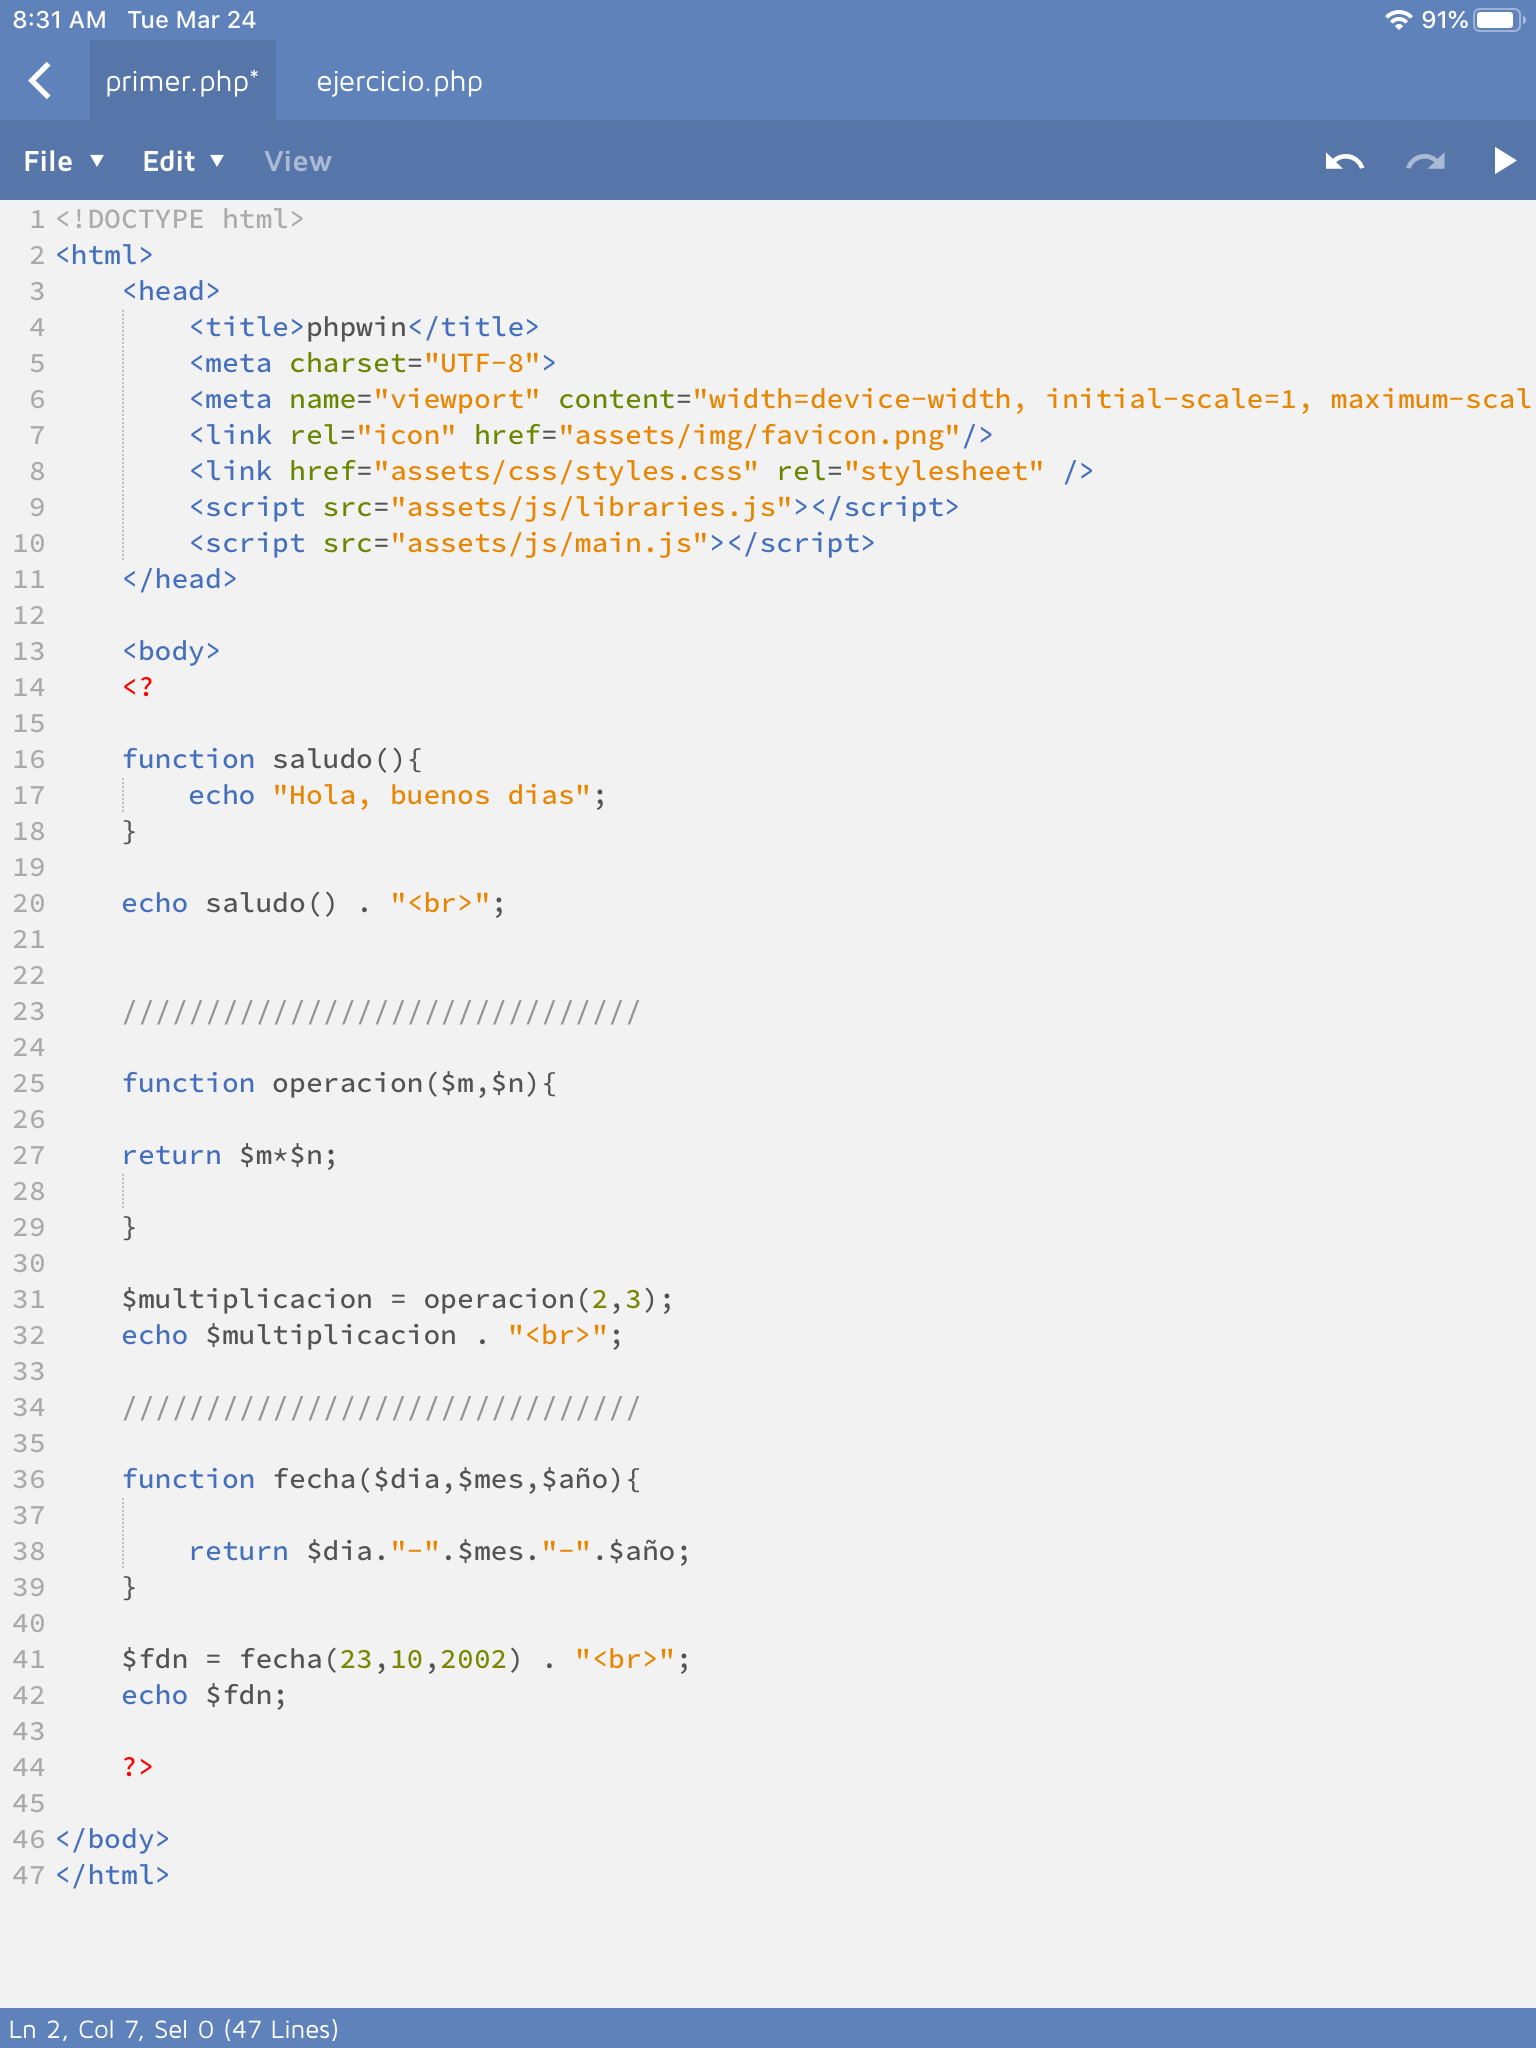 8:31 AM Tue Mar 24 91%
primer.php* ejercicio.php
File ▼ Edit ▼ View
1 <!DOCTYPE html>
2 <html>
3 <head>
4 <title>phpwin</title>
5 <meta charset="UTF-8">
6 <meta name="viewport" content="width=device-width, initial-scale=1, maximum-scal
7 <link rel="icon" href="assets/img/favicon.png"/>
8 <link href="assets/css/styles.css" rel="stylesheet" />
9 <script src="assets/js/libraries.js"></script>
10 <script src="assets/js/main.js"></script>
11 </head>
12
13 <body>
14 <?
15
16 function saludo(){
17 echo "Hola, buenos dias";
18 }
19
20 echo saludo() . "<br>";
21
22
23 ///////////////////////////////
24
25 function operacion($m,$n){
26
27 return $m*$n;
28
29 }
30
31 $multiplicacion = operacion(2,3);
32 echo $multiplicacion . "<br>";
33
34 ///////////////////////////////
35
36 function fecha($dia,$mes,$año){
37
38 return $dia."-".$mes."-".$año;
39 }
40
41 $fdn = fecha(23,10,2002) . "<br>";
42 echo $fdn;
43
44 ?>
45
46 </body>
47 </html>
Ln 2, Col 7, Sel 0 (47 Lines)